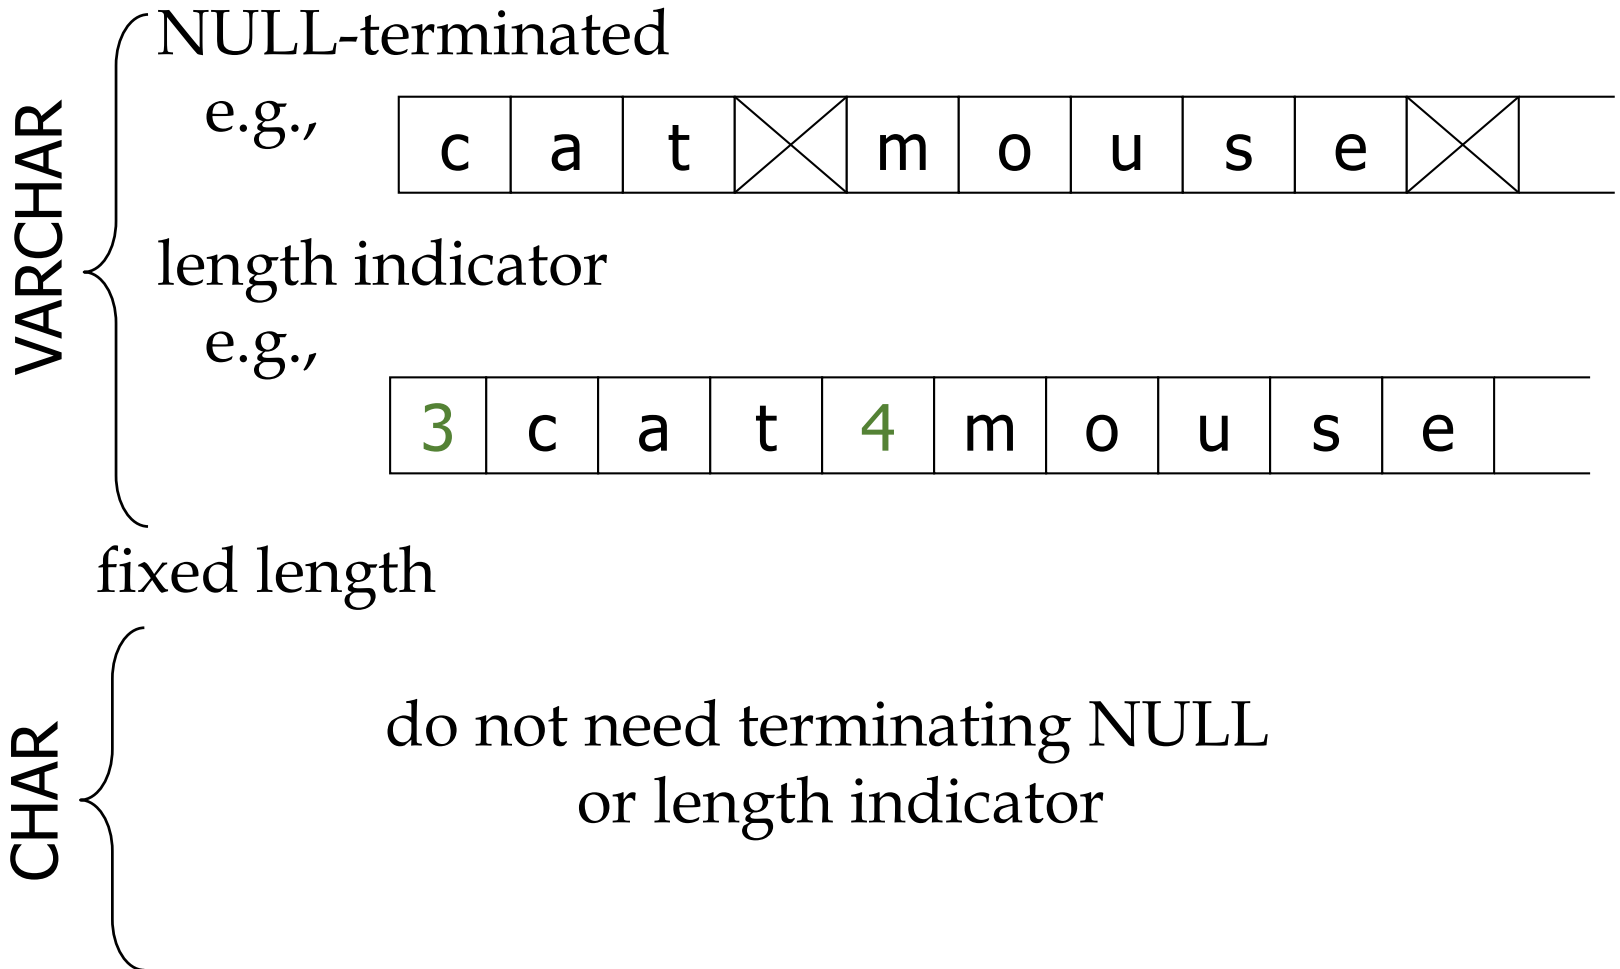 VARCHAR
NULL-terminated
e.g.,
c a t m o u s e
length indicator
e.g.,
3 c a t 4 m o u s e
fixed length
CHAR
do not need terminating NULL
or length indicator